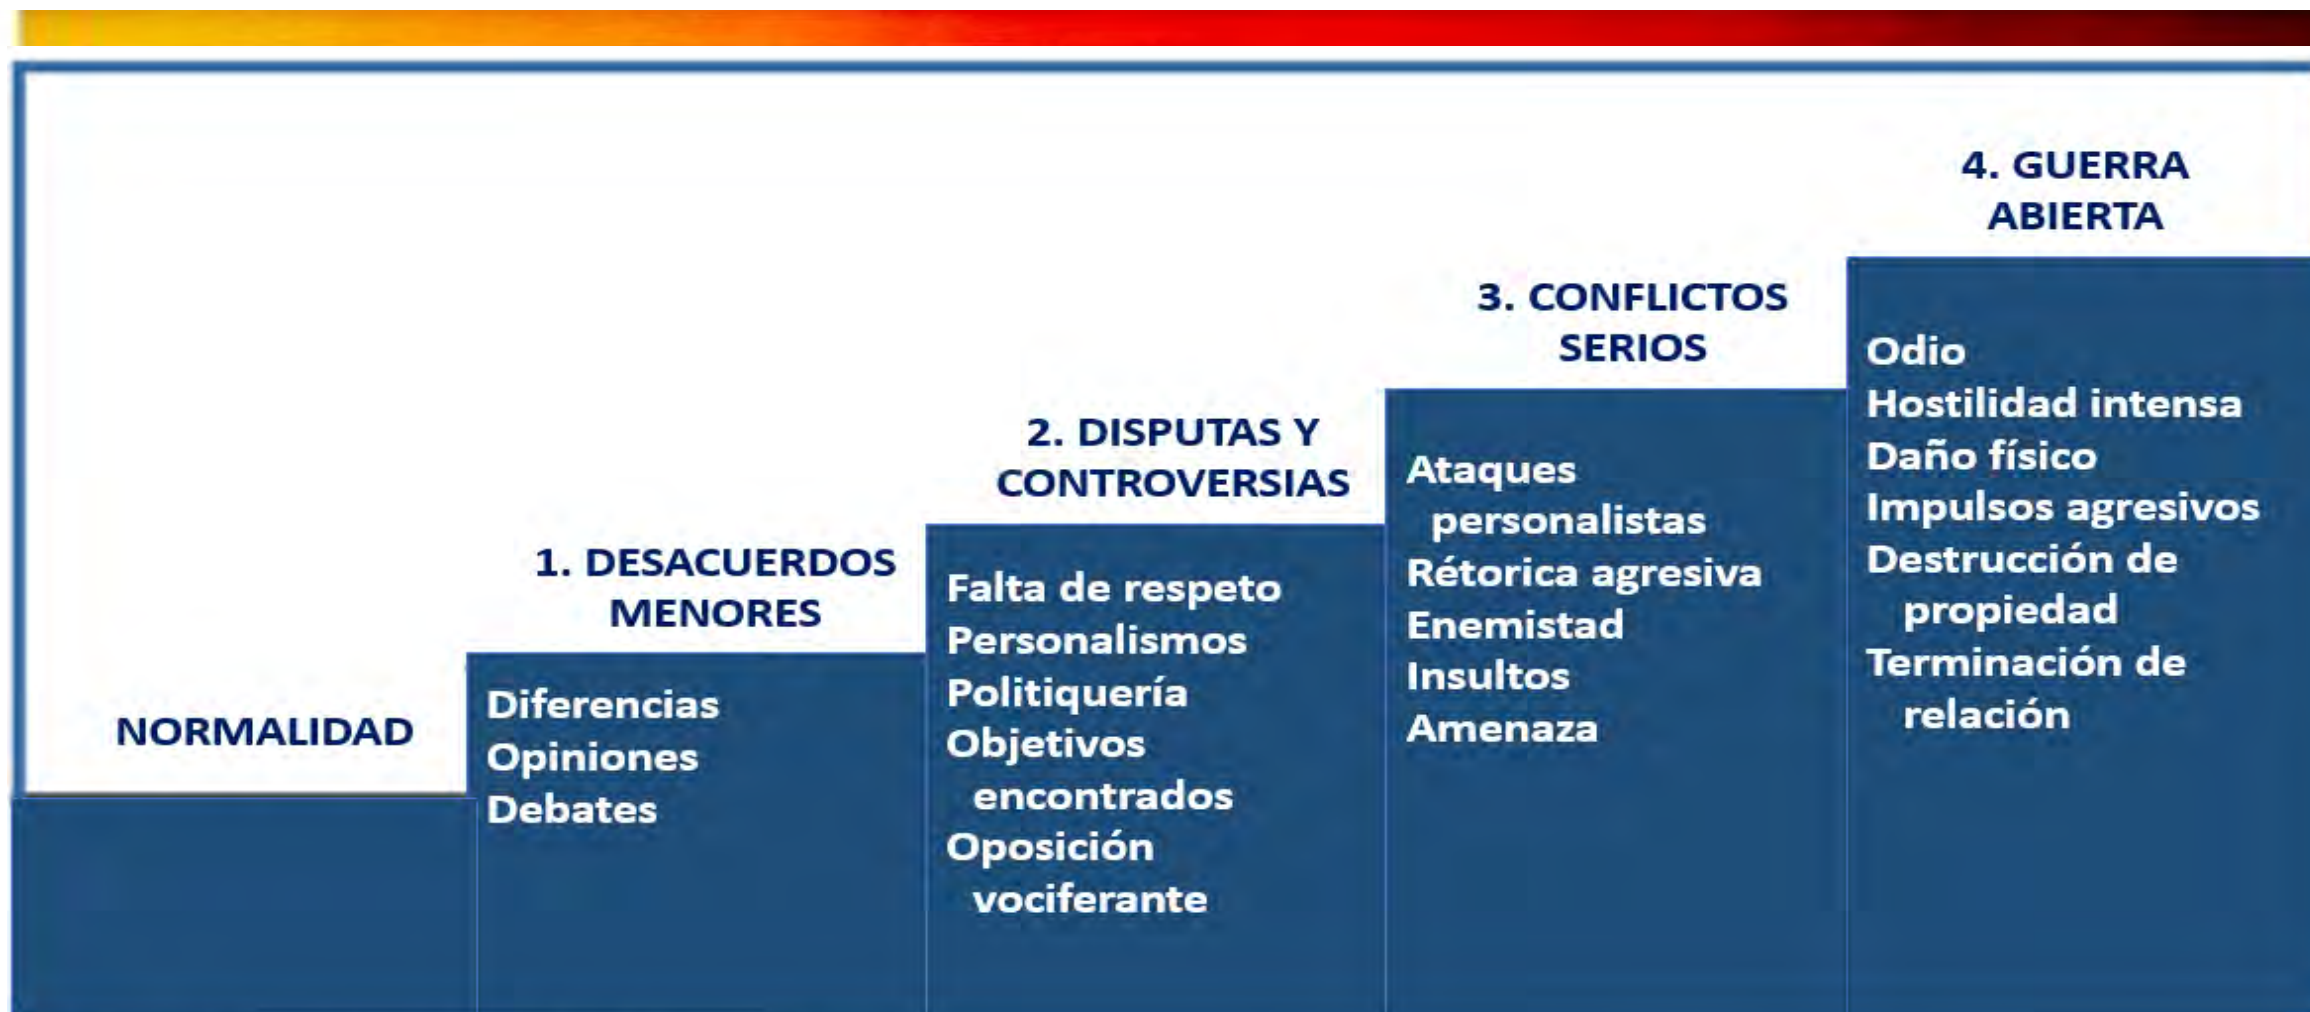 NORMALIDAD
1. DESACUERDOS
MENORES
Diferencias
Opiniones
Debates
2. DISPUTAS Y
CONTROVERSIAS
Falta de respeto
Personalismos
Politiquería
Objetivos
encontrados
Oposición
vociferante
3. CONFLICTOS
SERIOS
Ataques
personalistas
Rétorica agresiva
Enemistad
Insultos
Amenaza
4. GUERRA
ABIERTA
Odio
Hostilidad intensa
Daño físico
Impulsos agresivos
Destrucción de
propiedad
Terminación de
relación